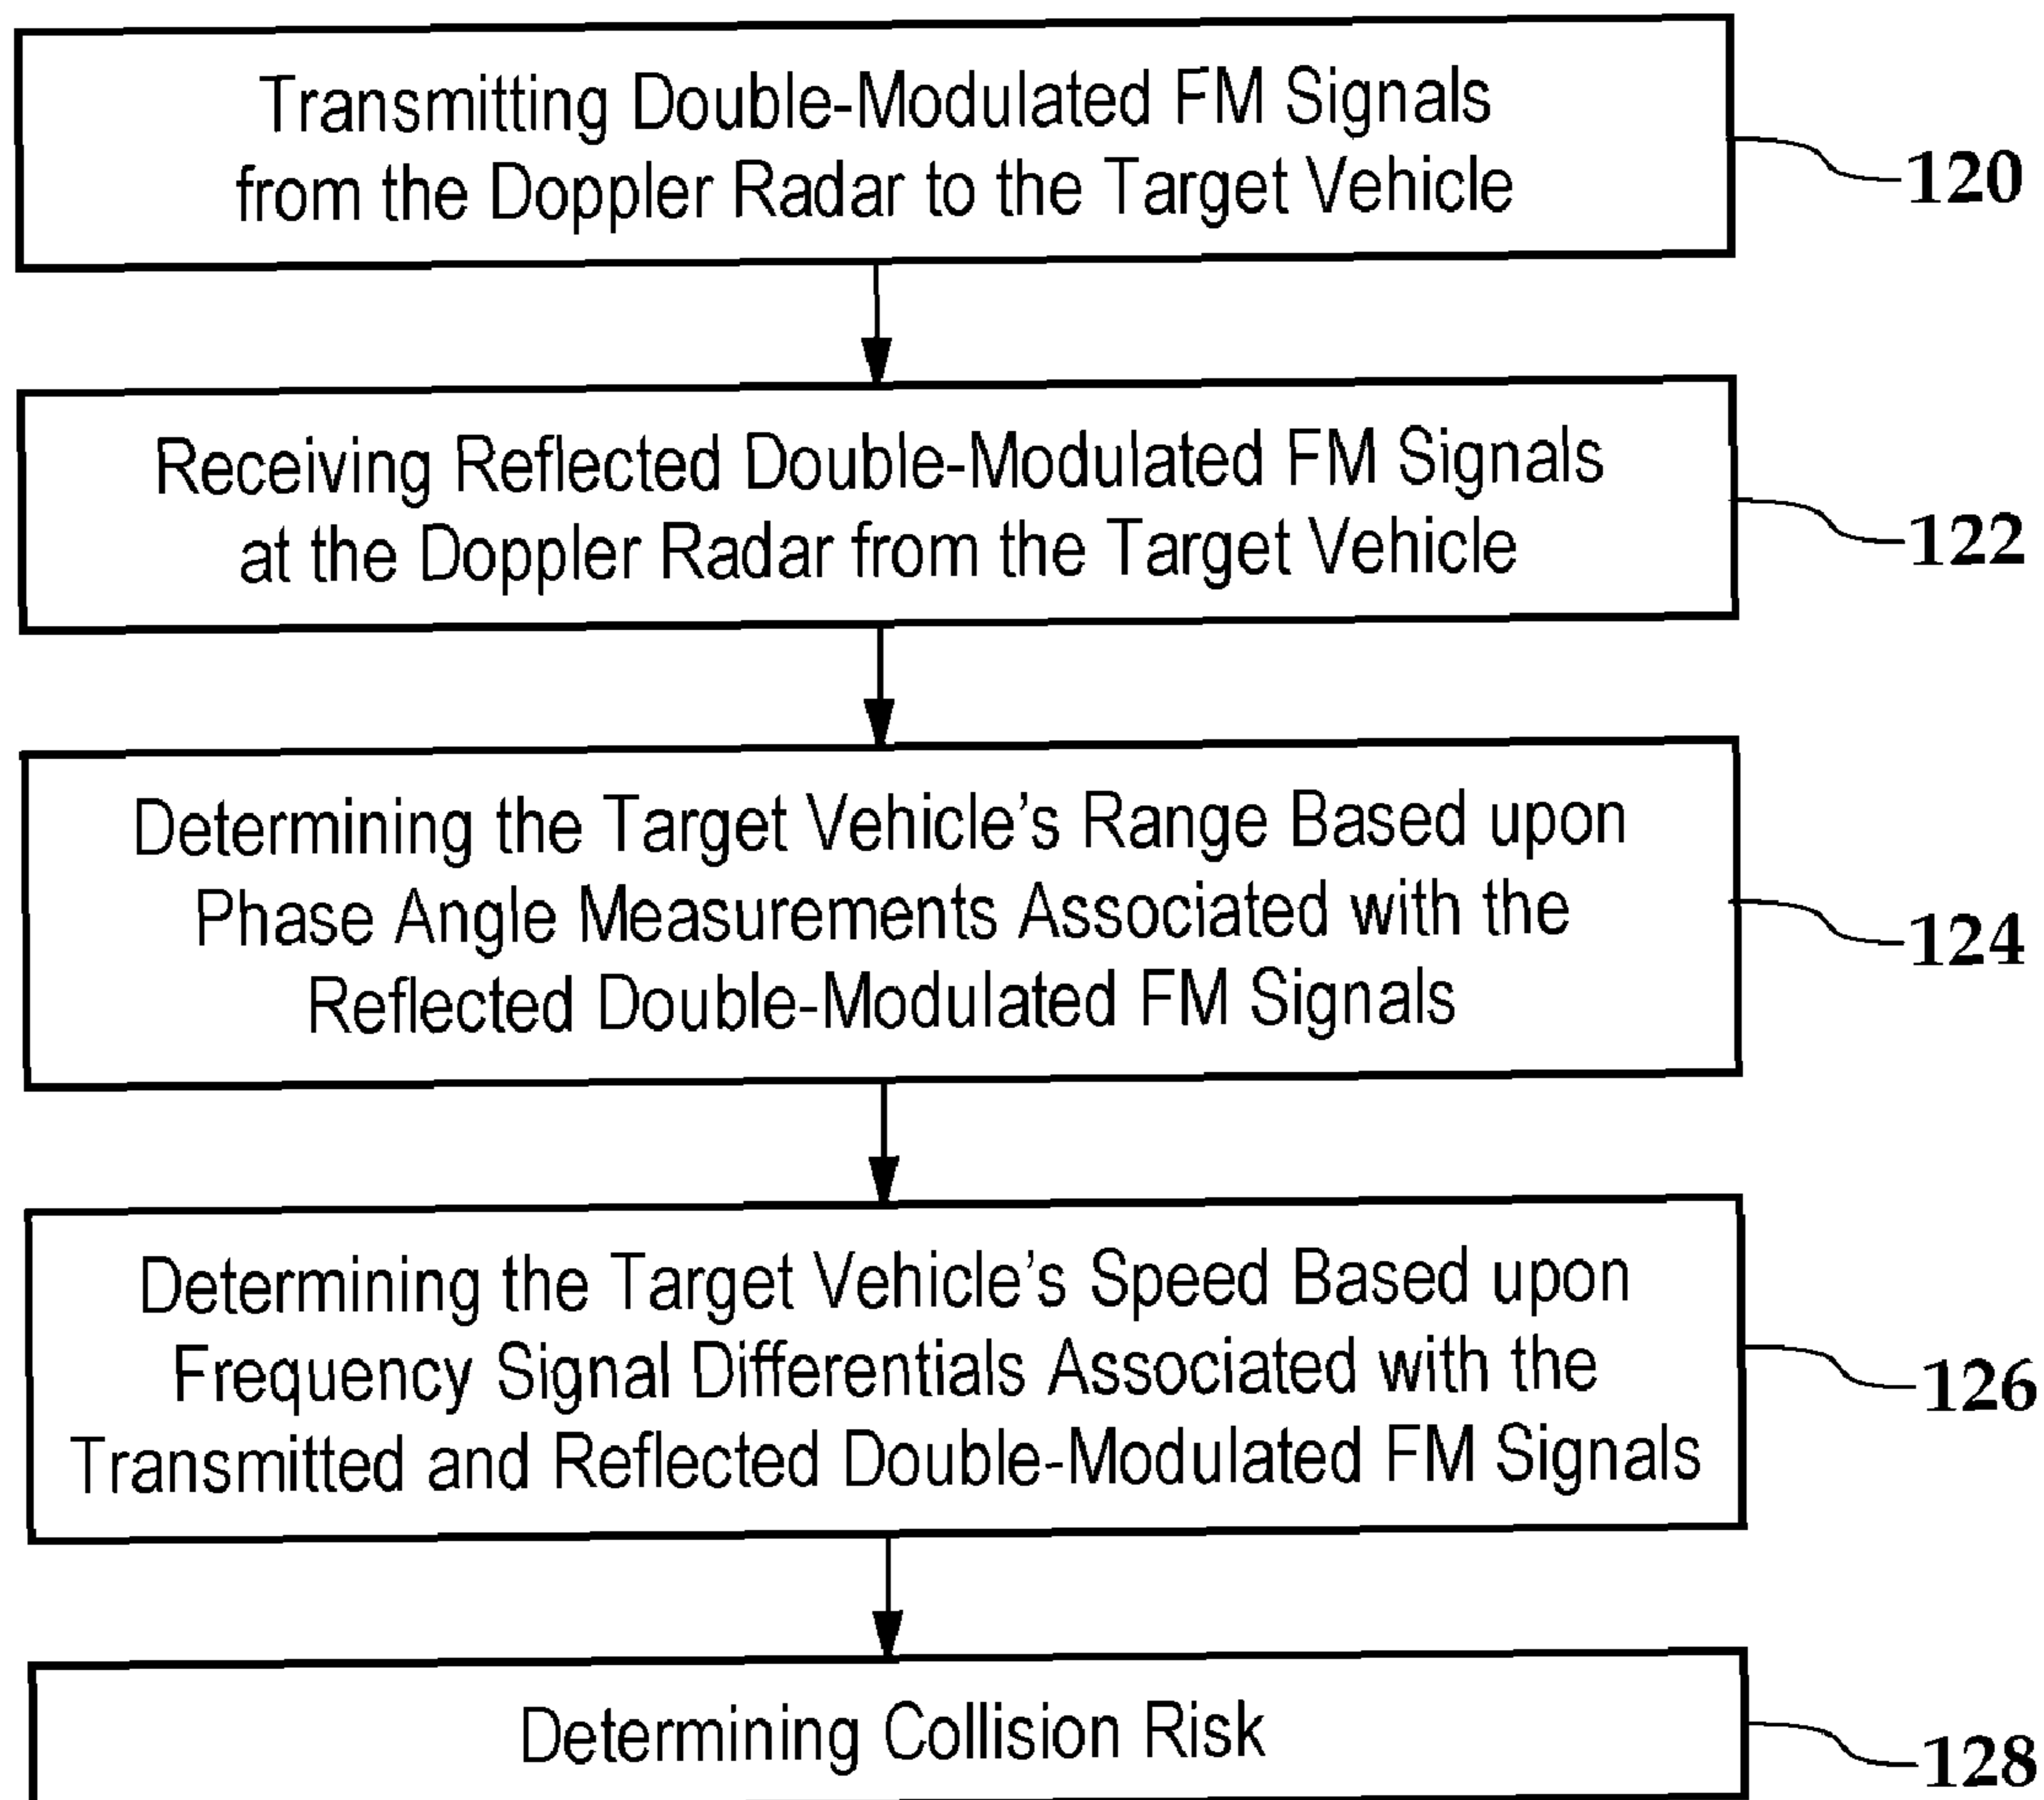 Transmitting Double-Modulated FM Signals
from the Doppler Radar to the Target Vehicle
120
Receiving Reflected Double-Modulated FM Signals
at the Doppler Radar from the Target Vehicle
122
Determining the Target Vehicle's Range Based upon
Phase Angle Measurements Associated with the
Reflected Double-Modulated FM Signals
124
Determining the Target Vehicle's Speed Based upon
Frequency Signal Differentials Associated with the
Transmitted and Reflected Double-Modulated FM Signals
126
Determining Collision Risk
128